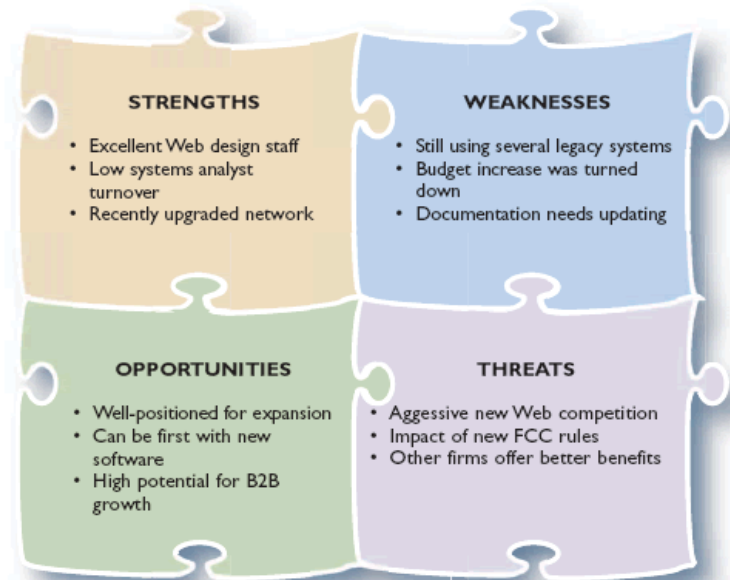 STRENGTHS
• Excellent Web design staff
• Low systems analyst
turnover
• Recently upgraded network
WEAKNESSES
• Still using several legacy systems
• Budget increase was turned
down
• Documentation needs updating
OPPORTUNITIES
• Well-positioned for expansion
• Can be first with new
software
• High potential for B2B
growth
THREATS
• Aggressive new Web competition
• Impact of new FCC rules
• Other firms offer better benefits